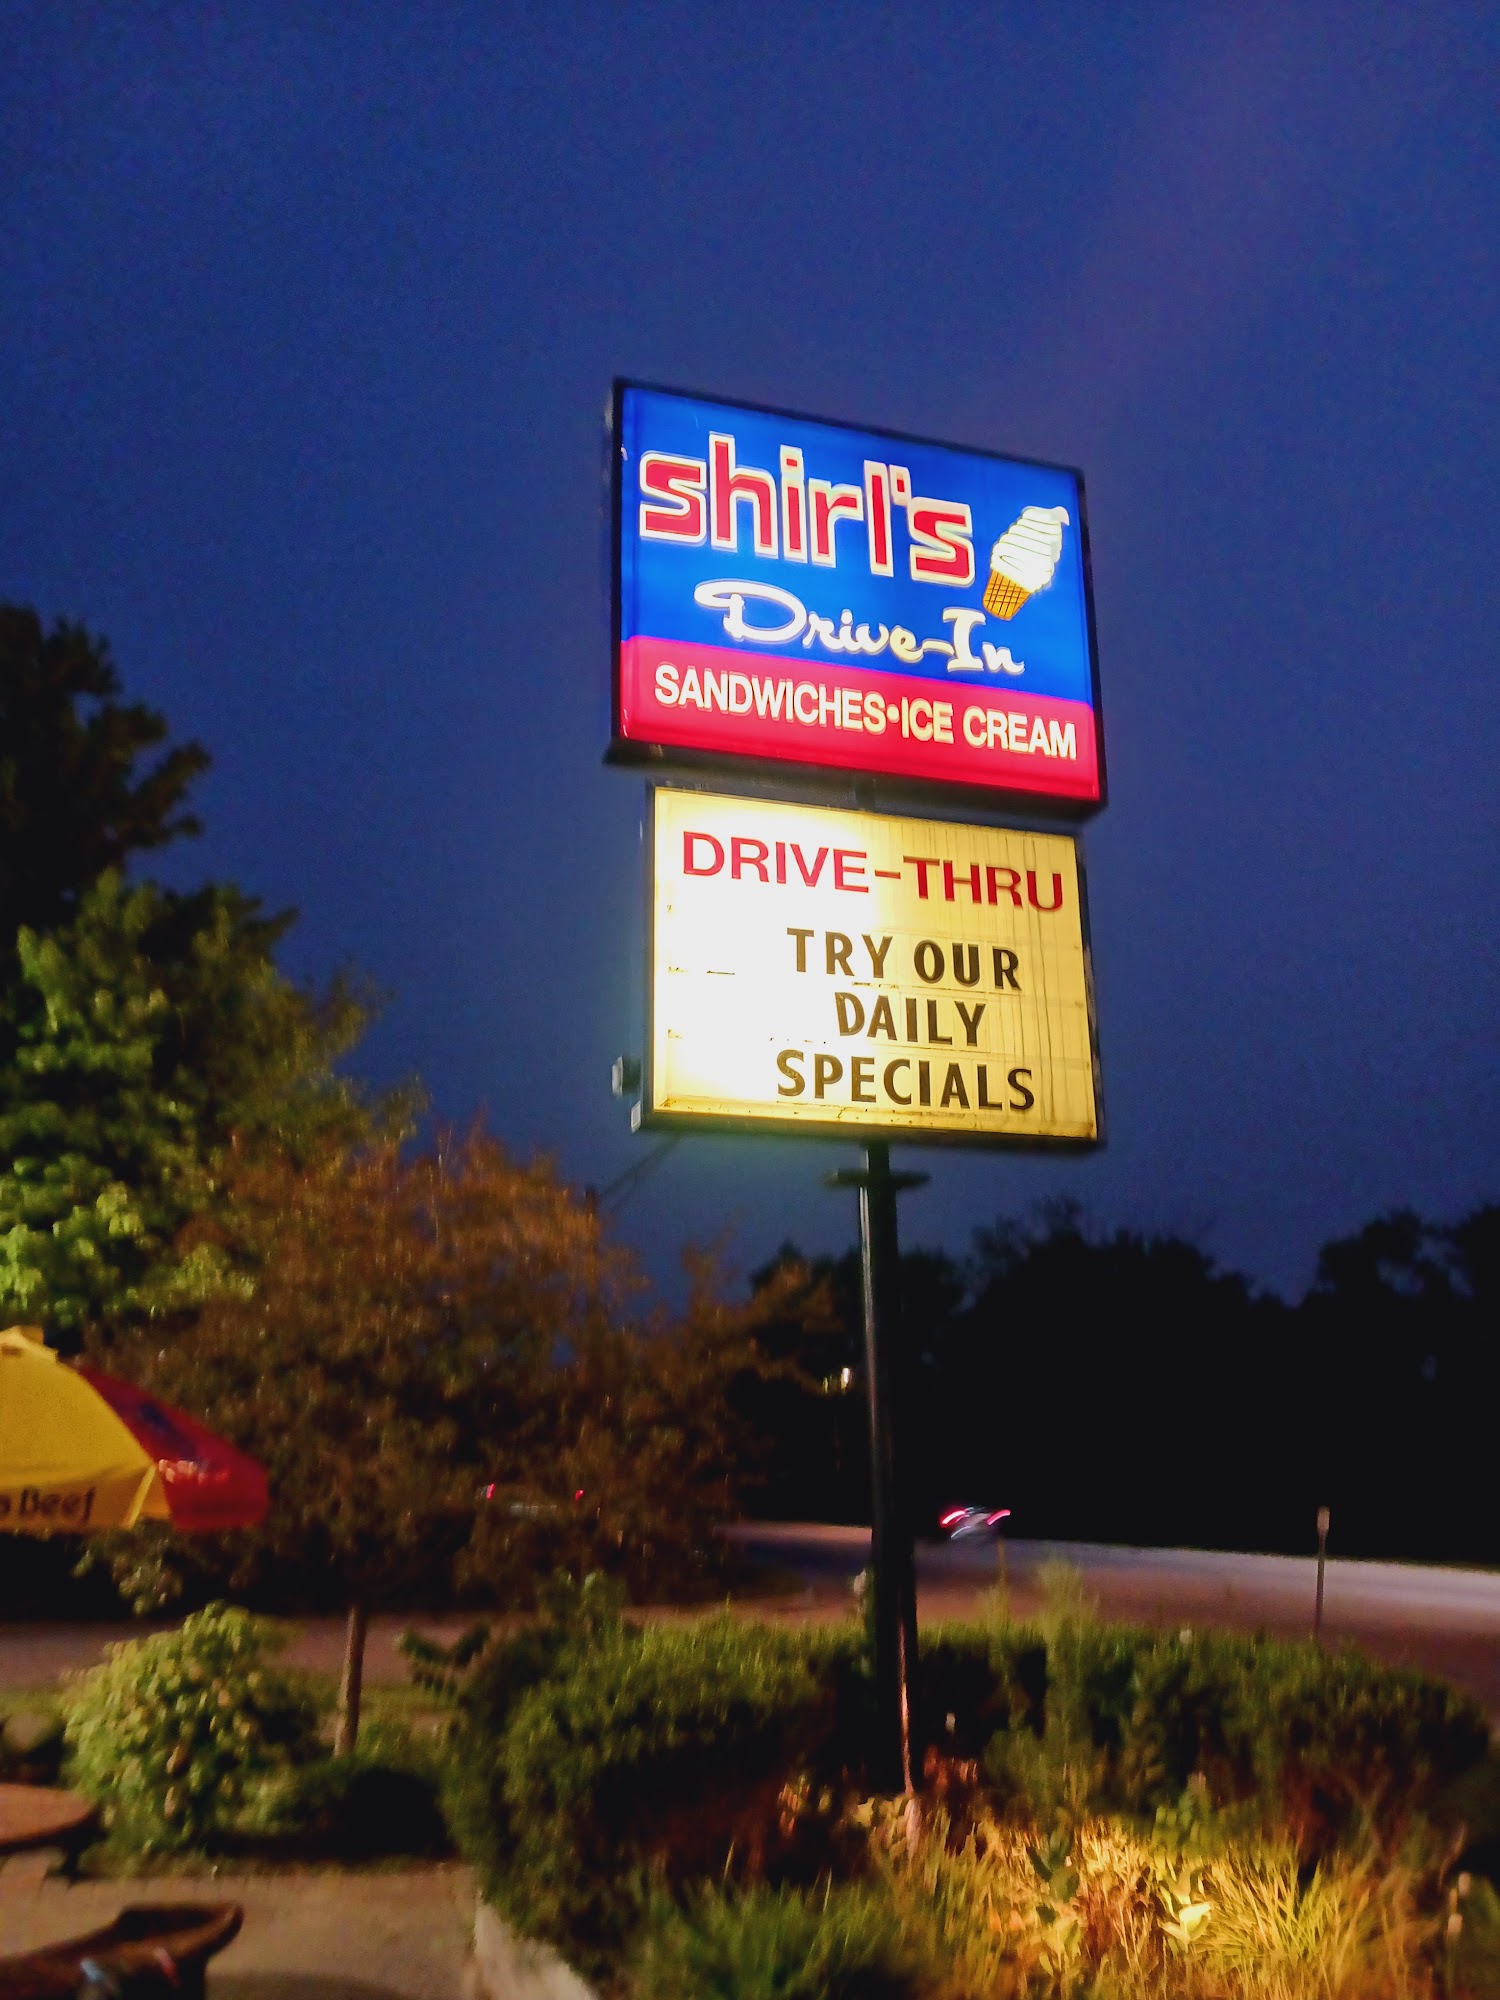 shirl's
Drive-In
SANDWICHES•ICE CREAM
DRIVE-THRU
TRY OUR
DAILY
SPECIALS
Beef